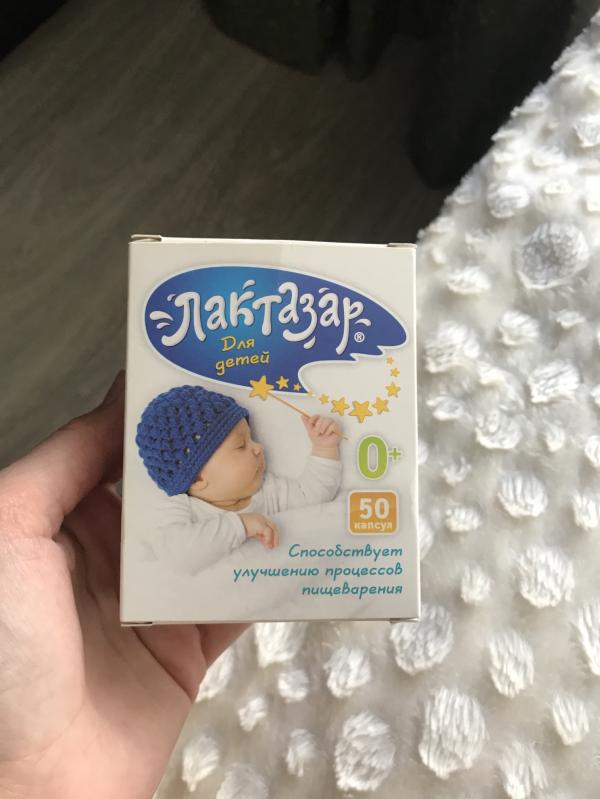 Лактазар®
Для
детей
0+
50
капсул
Способствует
улучшению процессов
пищеварения